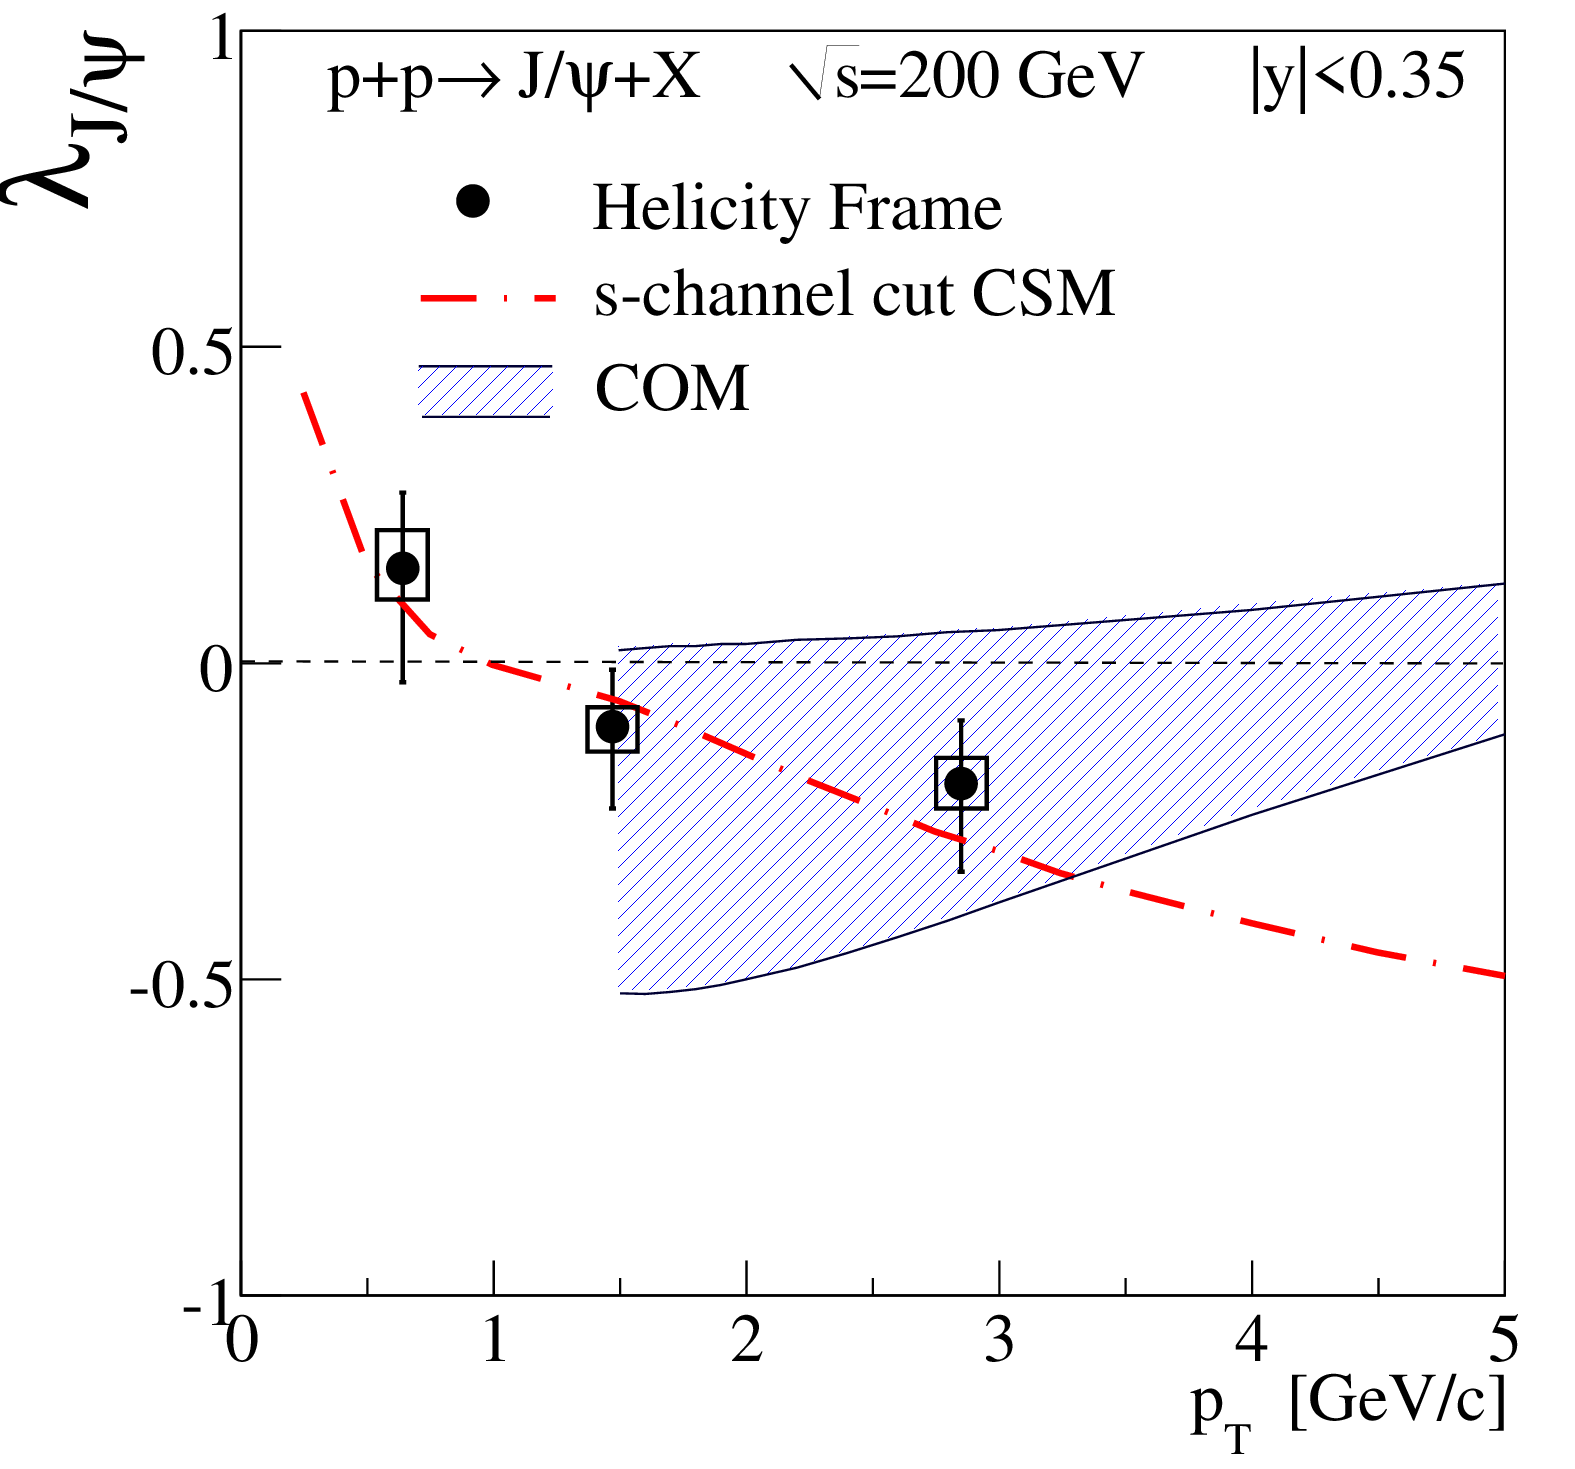 λJ/ψ
p+p→ J/ψ+X √s=200 GeV |y|<0.35
Helicity Frame
s-channel cut CSM
COM
1
0.5
0
-0.5
-1
0 1 2 3 4 5
pT [GeV/c]